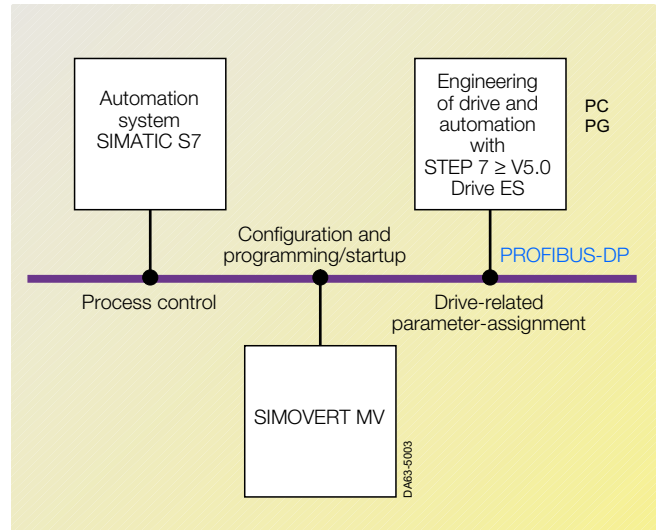 Automation
system
SIMATIC S7
Engineering
of drive and
automation
with
STEP 7 ≥ V5.0
Drive ES
PC
PG
Configuration and
programming/startup
PROFIBUS-DP
Process control
Drive-related
parameter-assignment
SIMOVERT MV
DA63-5003